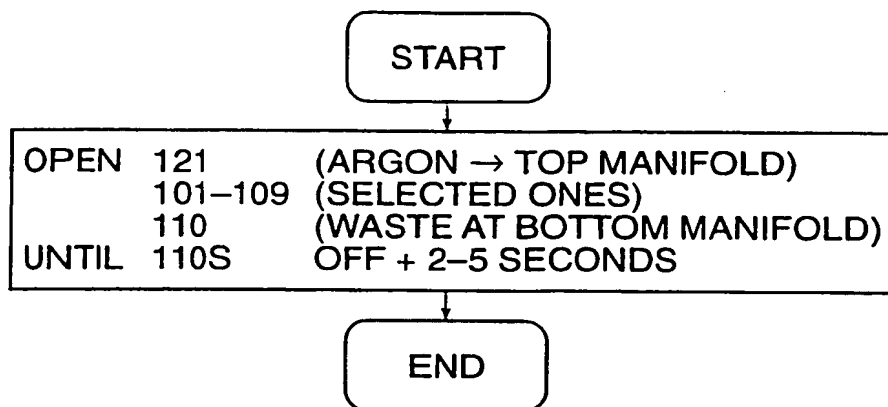 START
OPEN 121 (ARGON → TOP MANIFOLD)
101–109 (SELECTED ONES)
110 (WASTE AT BOTTOM MANIFOLD)
UNTIL 110S OFF + 2–5 SECONDS
END